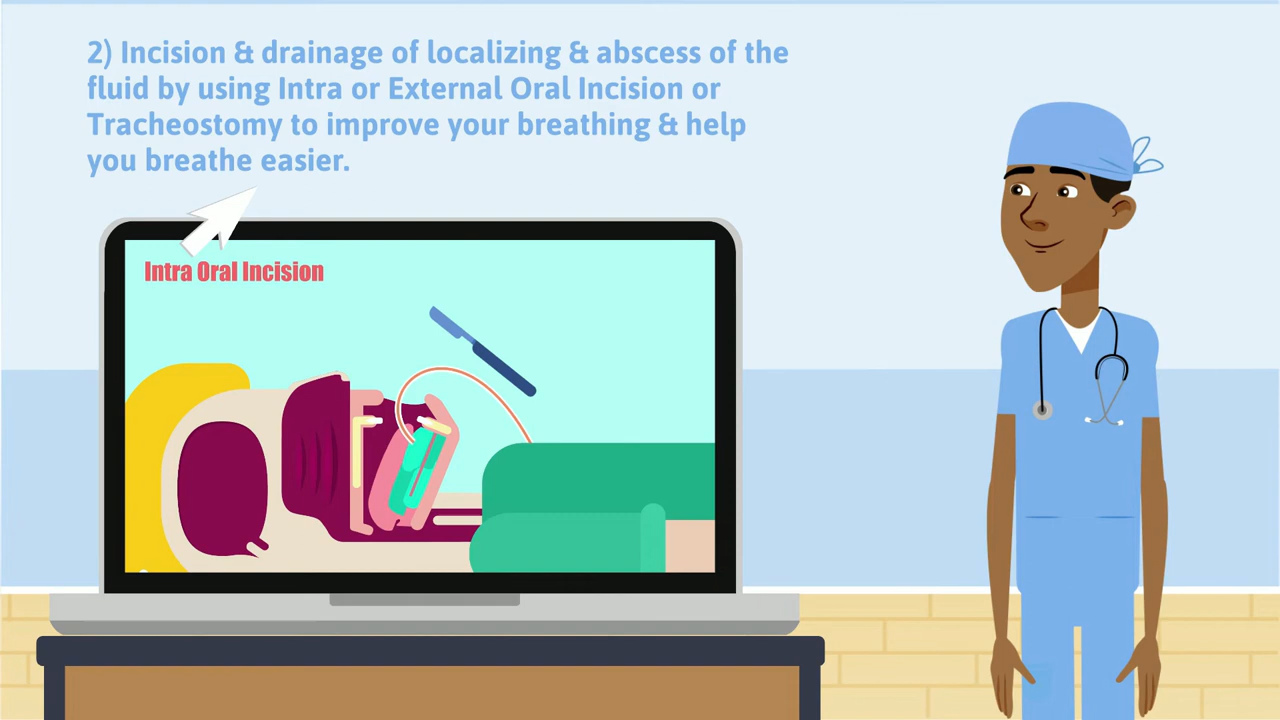 2) Incision & drainage of localizing & abscess of the
fluid by using Intra or External Oral Incision or
Tracheostomy to improve your breathing & help
you breathe easier.
Intra Oral Incision